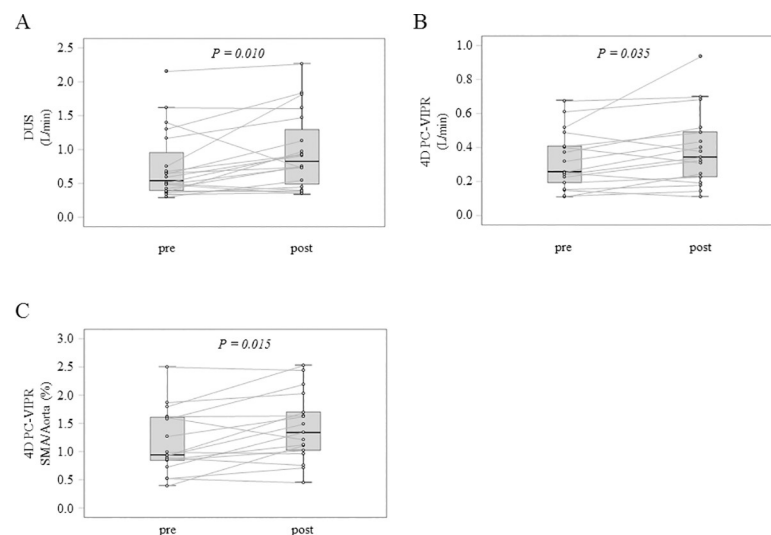 A
P = 0.010
DUS
(L/min)
2.5
2.0
1.5
1.0
0.5
0.0
pre post
B
P = 0.035
4D PC-VIPR
(L/min)
1.0
0.8
0.6
0.4
0.2
0.0
pre post
C
P = 0.015
4D PC-VIPR
SMA/Aorta (%)
3.0
2.5
2.0
1.5
1.0
0.5
0.0
pre post